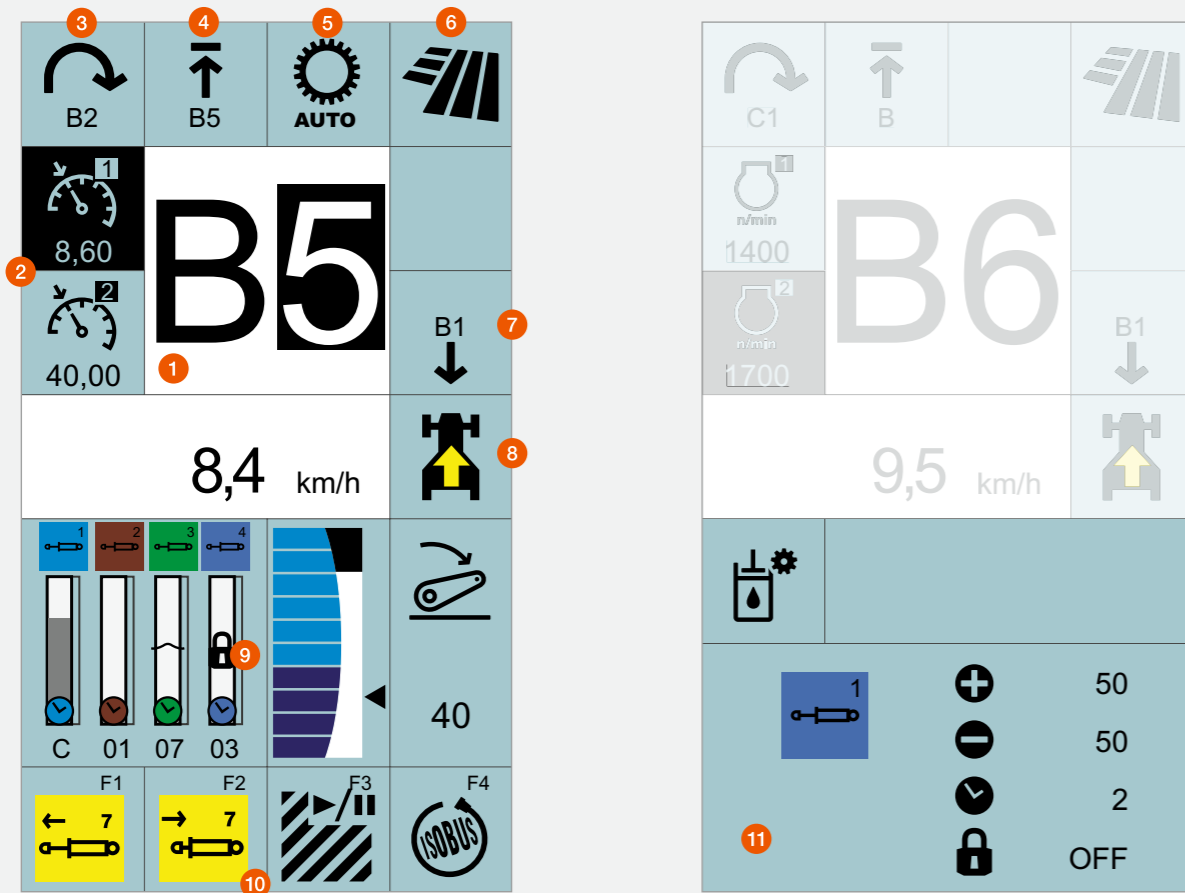 3 4 5 6
B2 B5 AUTO
1
8,60
2
2
40,00
B5
1
B1 7
8,4 km/h
8
1 2 3 4
9
C 01 07 03
40
F1 F2 F3 F4
7 7 ISOBUS
10
C1 B
1
n/min
1400
2
n/min
1700
B6
B1
9,5 km/h
1 50
50
2
11
OFF